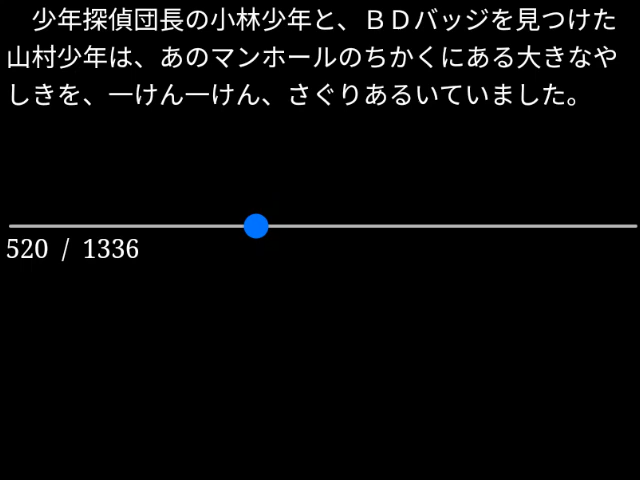 少年探偵団長の小林少年と、ＢＤバッジを見つけた
山村少年は、あのマンホールのちかくにある大きなや
しきを、一けん一けん、さぐりあるいていました。
520 / 1336